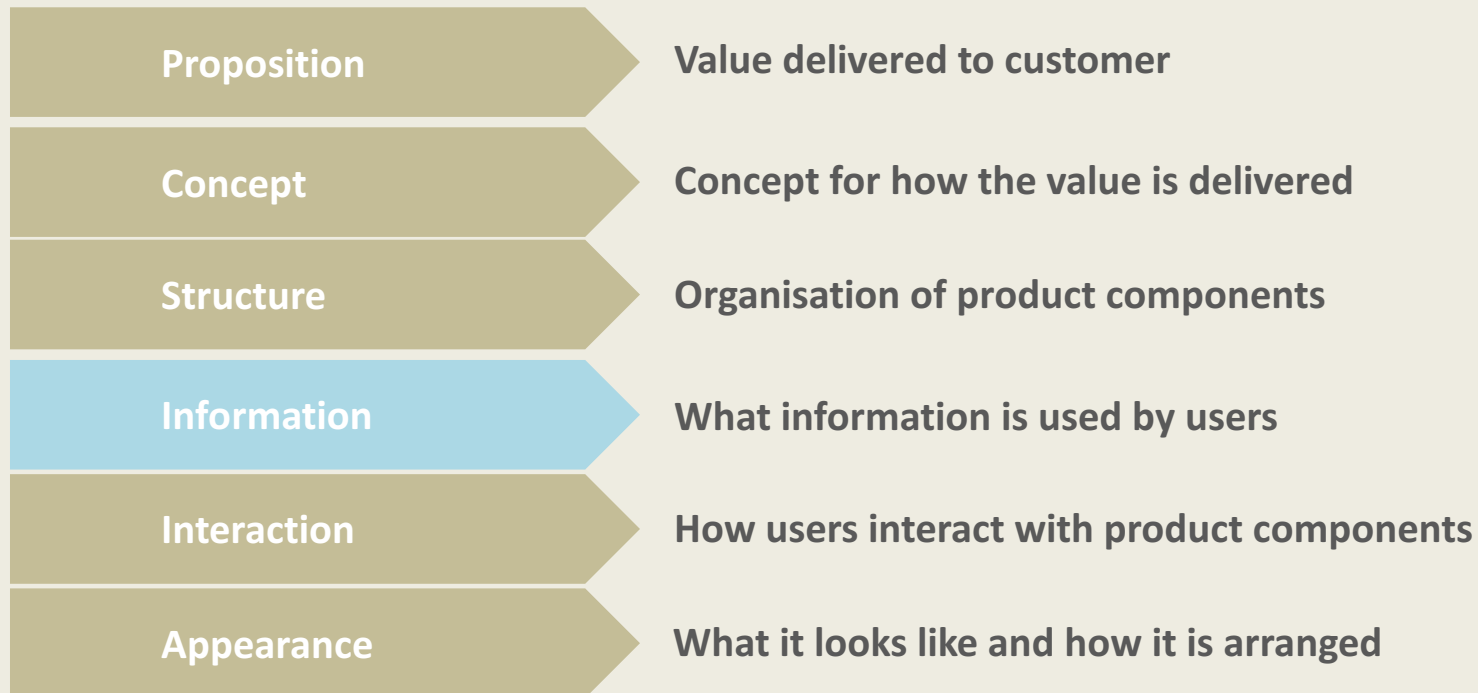 Proposition
Value delivered to customer
Concept
Concept for how the value is delivered
Structure
Organisation of product components
Information
What information is used by users
Interaction
How users interact with product components
Appearance
What it looks like and how it is arranged